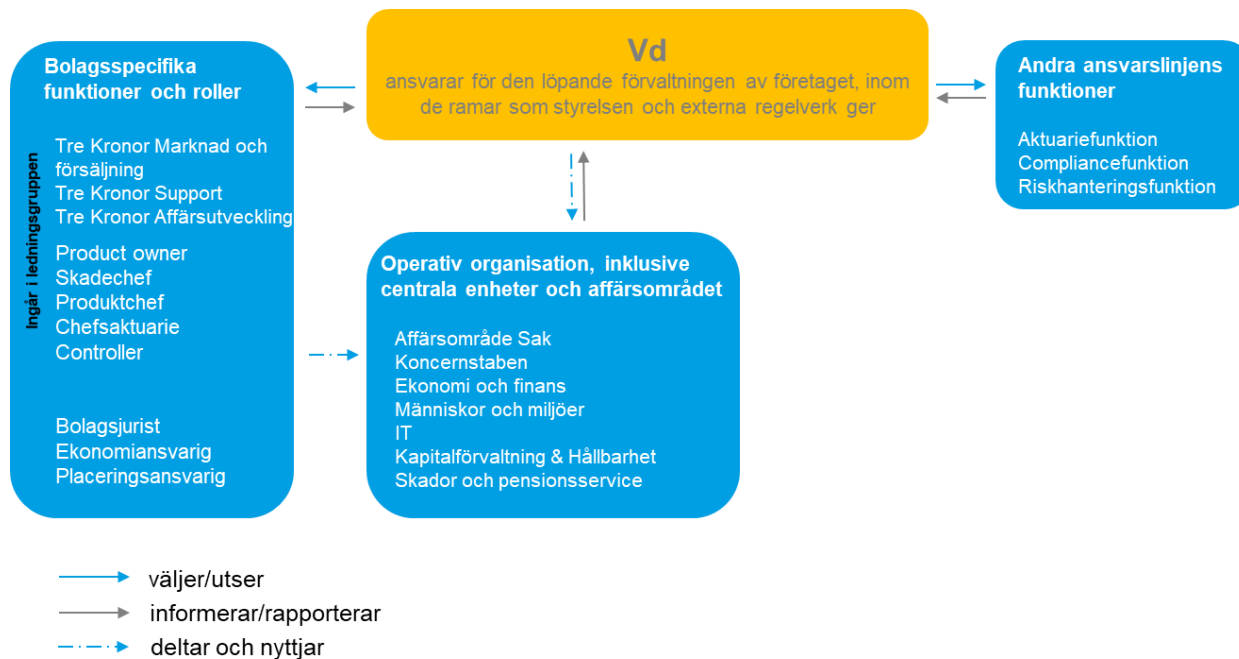 Vd
ansvarar för den löpande förvaltningen av företaget, inom
de ramar som styrelsen och externa regelverk ger
Bolagsspecifika
funktioner och roller
Ingår i ledningsgruppen
Tre Kronor Marknad och
försäljning
Tre Kronor Support
Tre Kronor Affärsutveckling
Product owner
Skadechef
Produktchef
Chefsaktuarie
Controller
Bolagsjurist
Ekonomiansvarig
Placeringsansvarig
Operativ organisation, inklusive
centrala enheter och affärsområdet
Affärsområde Sak
Koncernstaben
Ekonomi och finans
Människor och miljöer
IT
Kapitalförvaltning & Hållbarhet
Skador och pensionsservice
Andra ansvarslinjens
funktioner
Aktuariefunktion
Compliancefunktion
Riskhanteringsfunktion
väljer/utser
informerar/rapporterar
deltar och nyttjar